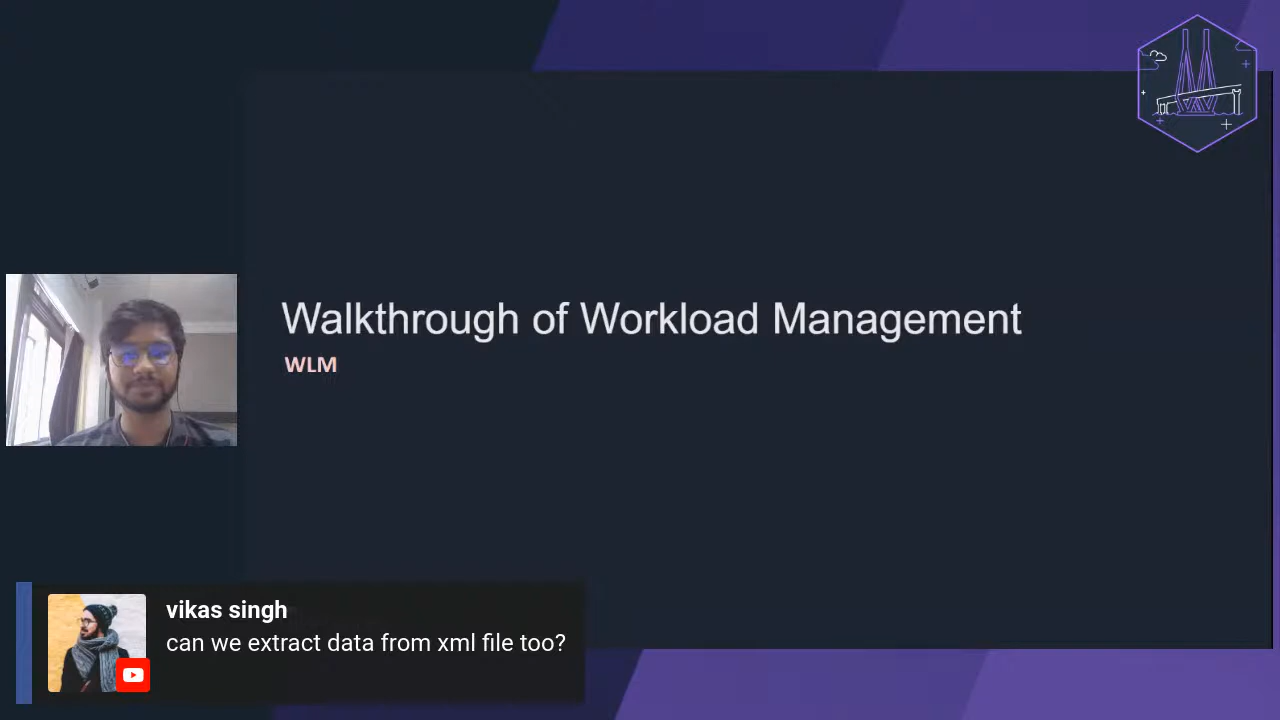 Walkthrough of Workload Management
WLM
vikas singh
can we extract data from xml file too?